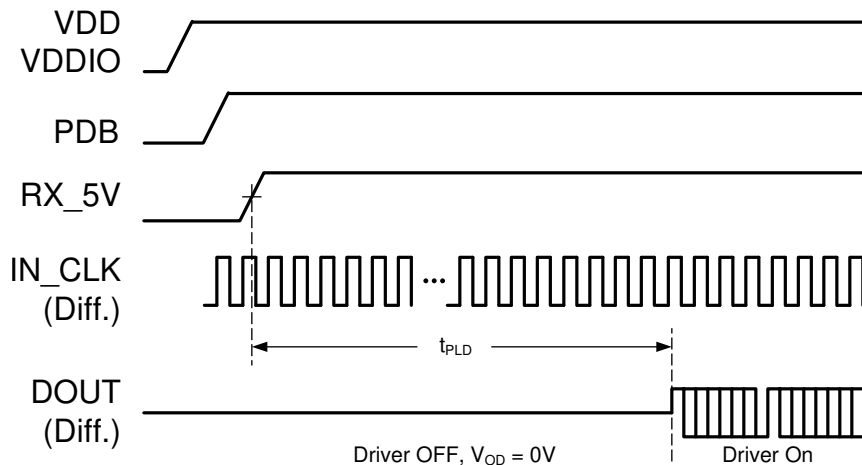 VDD
VDDIO
PDB
RX_5V
IN_CLK
(Diff.)
...
tPLD
DOUT
(Diff.)
Driver OFF, VOD = 0V
Driver On